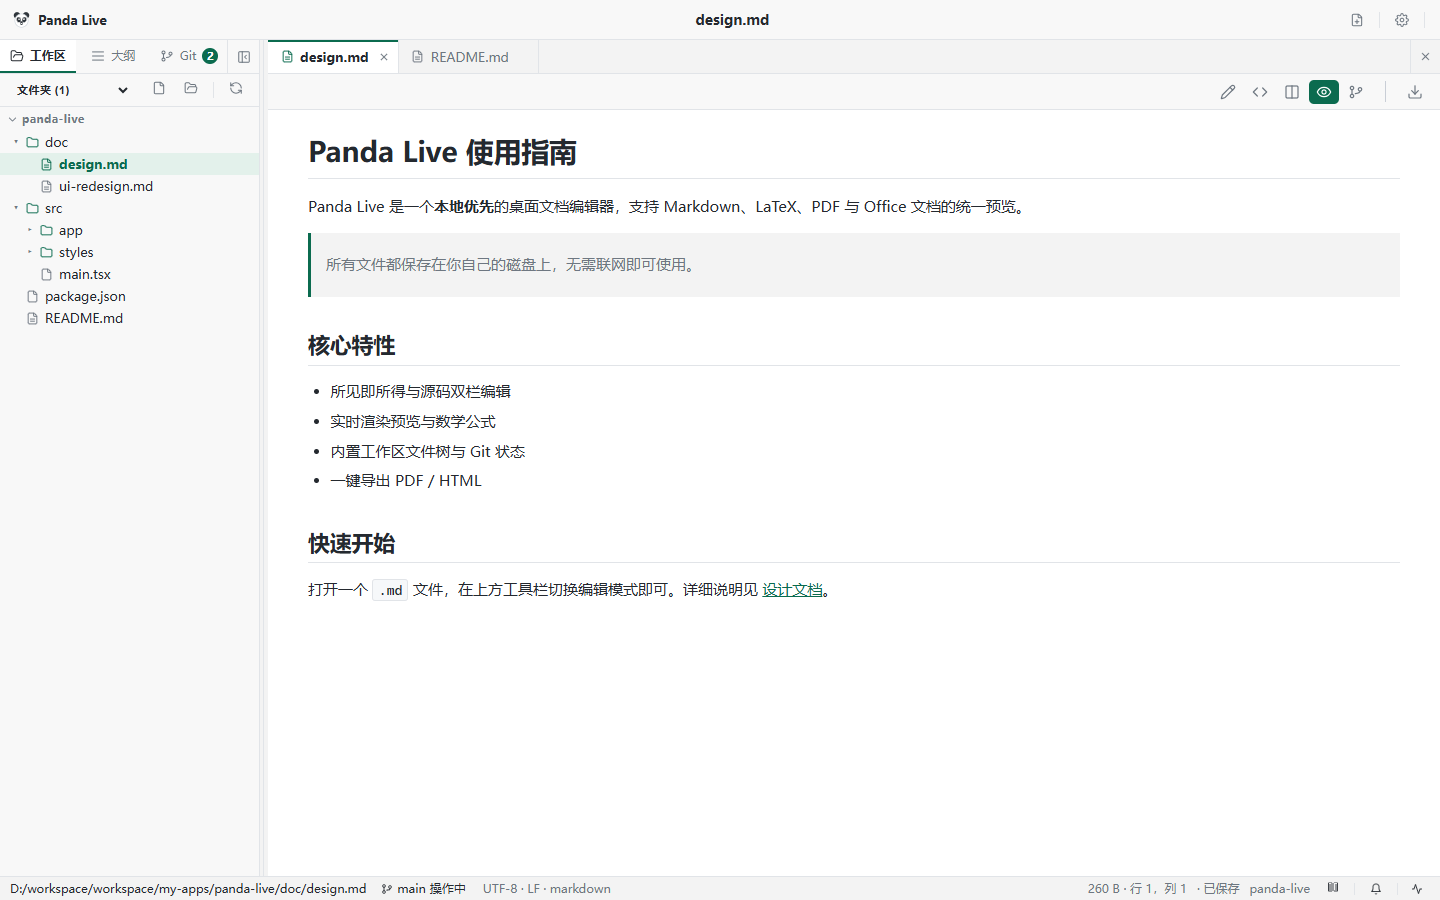 Panda Live
design.md
工作区
大纲
Git 2
design.md
README.md
文件夹 (1)
panda-live
doc
design.md
ui-redesign.md
src
app
styles
main.tsx
package.json
README.md
Panda Live 使用指南
Panda Live 是一个本地优先的桌面文档编辑器，支持 Markdown、LaTeX、PDF 与 Office 文档的统一预览。
所有文件都保存在你自己的磁盘上，无需联网即可使用。
核心特性
• 所见即所得与源码双栏编辑
• 实时渲染预览与数学公式
• 内置工作区文件树与 Git 状态
• 一键导出 PDF / HTML
快速开始
打开一个 .md 文件，在上方工具栏切换编辑模式即可。详细说明见 设计文档。
D:/workspace/workspace/my-apps/panda-live/doc/design.md
main 操作中
UTF-8 · LF · markdown
260 B · 行 1，列 1 · 已保存
panda-live